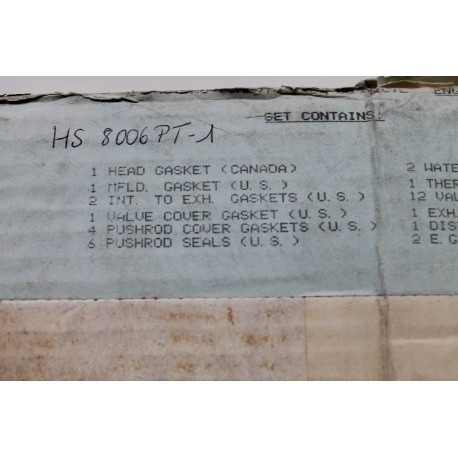 SET CONTAINS:
HS 8006PT-1
1 HEAD GASKET (CANADA)
1 MFLD. GASKET (U.S.)
2 INT. TO EXH. GASKETS (U.S.)
1 VALVE COVER GASKET (U.S.)
4 PUSHROD COVER GASKETS (U.S.)
6 PUSHROD SEALS (U.S.)
2 WATE
1 THER
12 VAL
1 EXH.
1 DIS
2 E.G